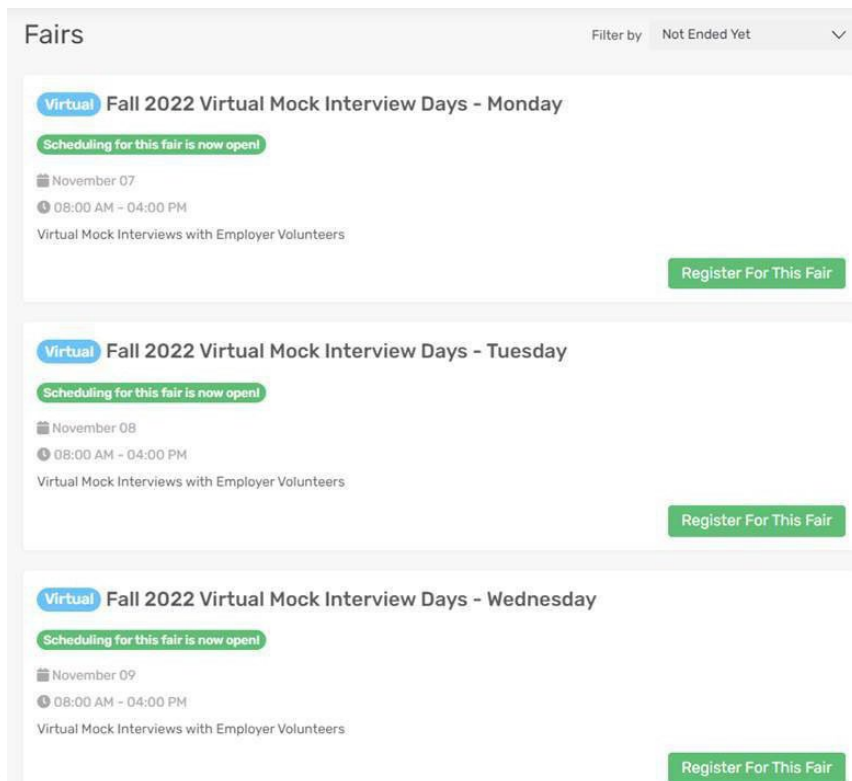 Fairs
Filter by Not Ended Yet
Virtual Fall 2022 Virtual Mock Interview Days - Monday
Scheduling for this fair is now open!
November 07
08:00 AM - 04:00 PM
Virtual Mock Interviews with Employer Volunteers
Register For This Fair
Virtual Fall 2022 Virtual Mock Interview Days - Tuesday
Scheduling for this fair is now open!
November 08
08:00 AM - 04:00 PM
Virtual Mock Interviews with Employer Volunteers
Register For This Fair
Virtual Fall 2022 Virtual Mock Interview Days - Wednesday
Scheduling for this fair is now open!
November 09
08:00 AM - 04:00 PM
Virtual Mock Interviews with Employer Volunteers
Register For This Fair